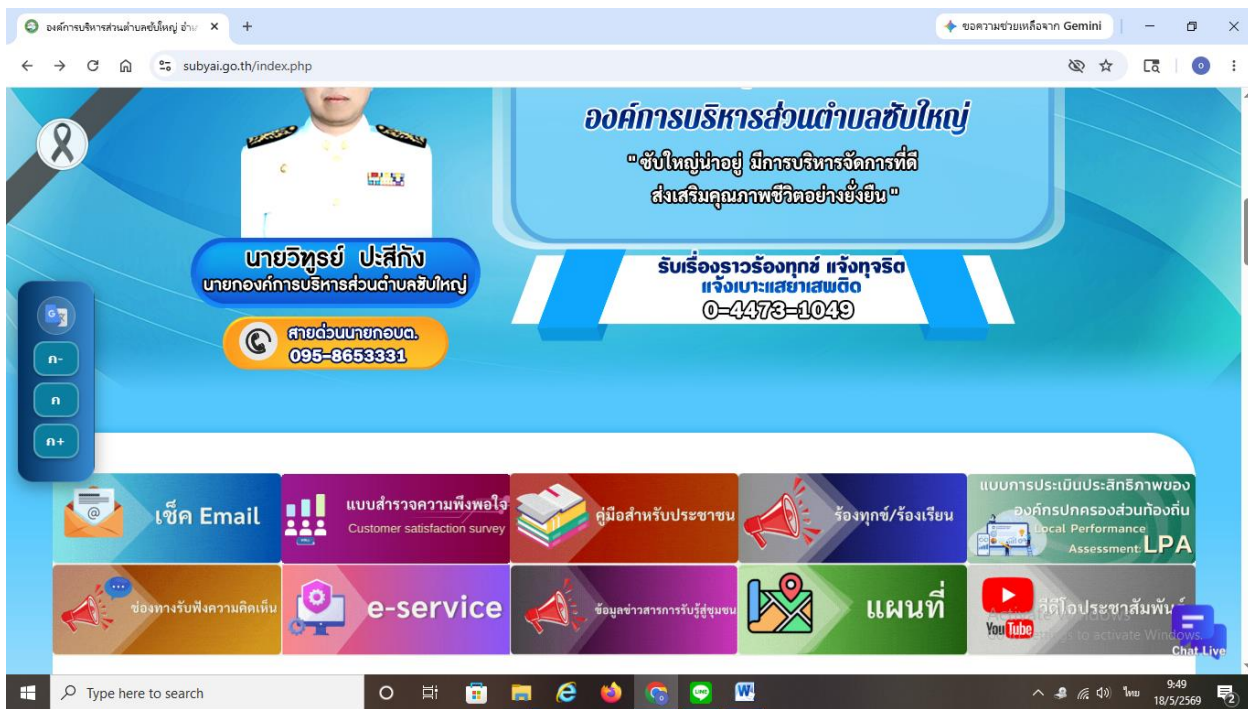 องค์การบริหารส่วนตำบลซับใหญ่ อำเ
ขอความช่วยเหลือจาก Gemini
subyai.go.th/index.php
องค์การบริหารส่วนตำบลซับใหญ่
"ซับใหญ่น่าอยู่ มีการบริหารจัดการที่ดี
ส่งเสริมคุณภาพชีวิตอย่างยั่งยืน"
นายวิทูรย์ ปะสีกัง
นายกองค์การบริหารส่วนตำบลซับใหญ่
สายด่วนนายกอบต.
095-8653331
รับเรื่องราวร้องทุกข์ แจ้งทุจริต
แจ้งเบาะแสยาเสพติด
0-4473-1049
G
ก-
ก
ก+
เช็ค Email
แบบสำรวจความพึงพอใจ
Customer satisfaction survey
คู่มือสำหรับประชาชน
ร้องทุกข์/ร้องเรียน
แบบการประเมินประสิทธิภาพของ
องค์กรปกครองส่วนท้องถิ่น
Local Performance
Assessment: LPA
ช่องทางรับฟังความคิดเห็น
e-service
ข้อมูลข่าวสารการรับรู้สู่ชุมชน
แผนที่
YouTube
วีดีโอประชาสัมพันธ์
Activate Windows
to activate Windows.
Chat Live
Type here to search
ไทย
9:49
18/5/2569
2